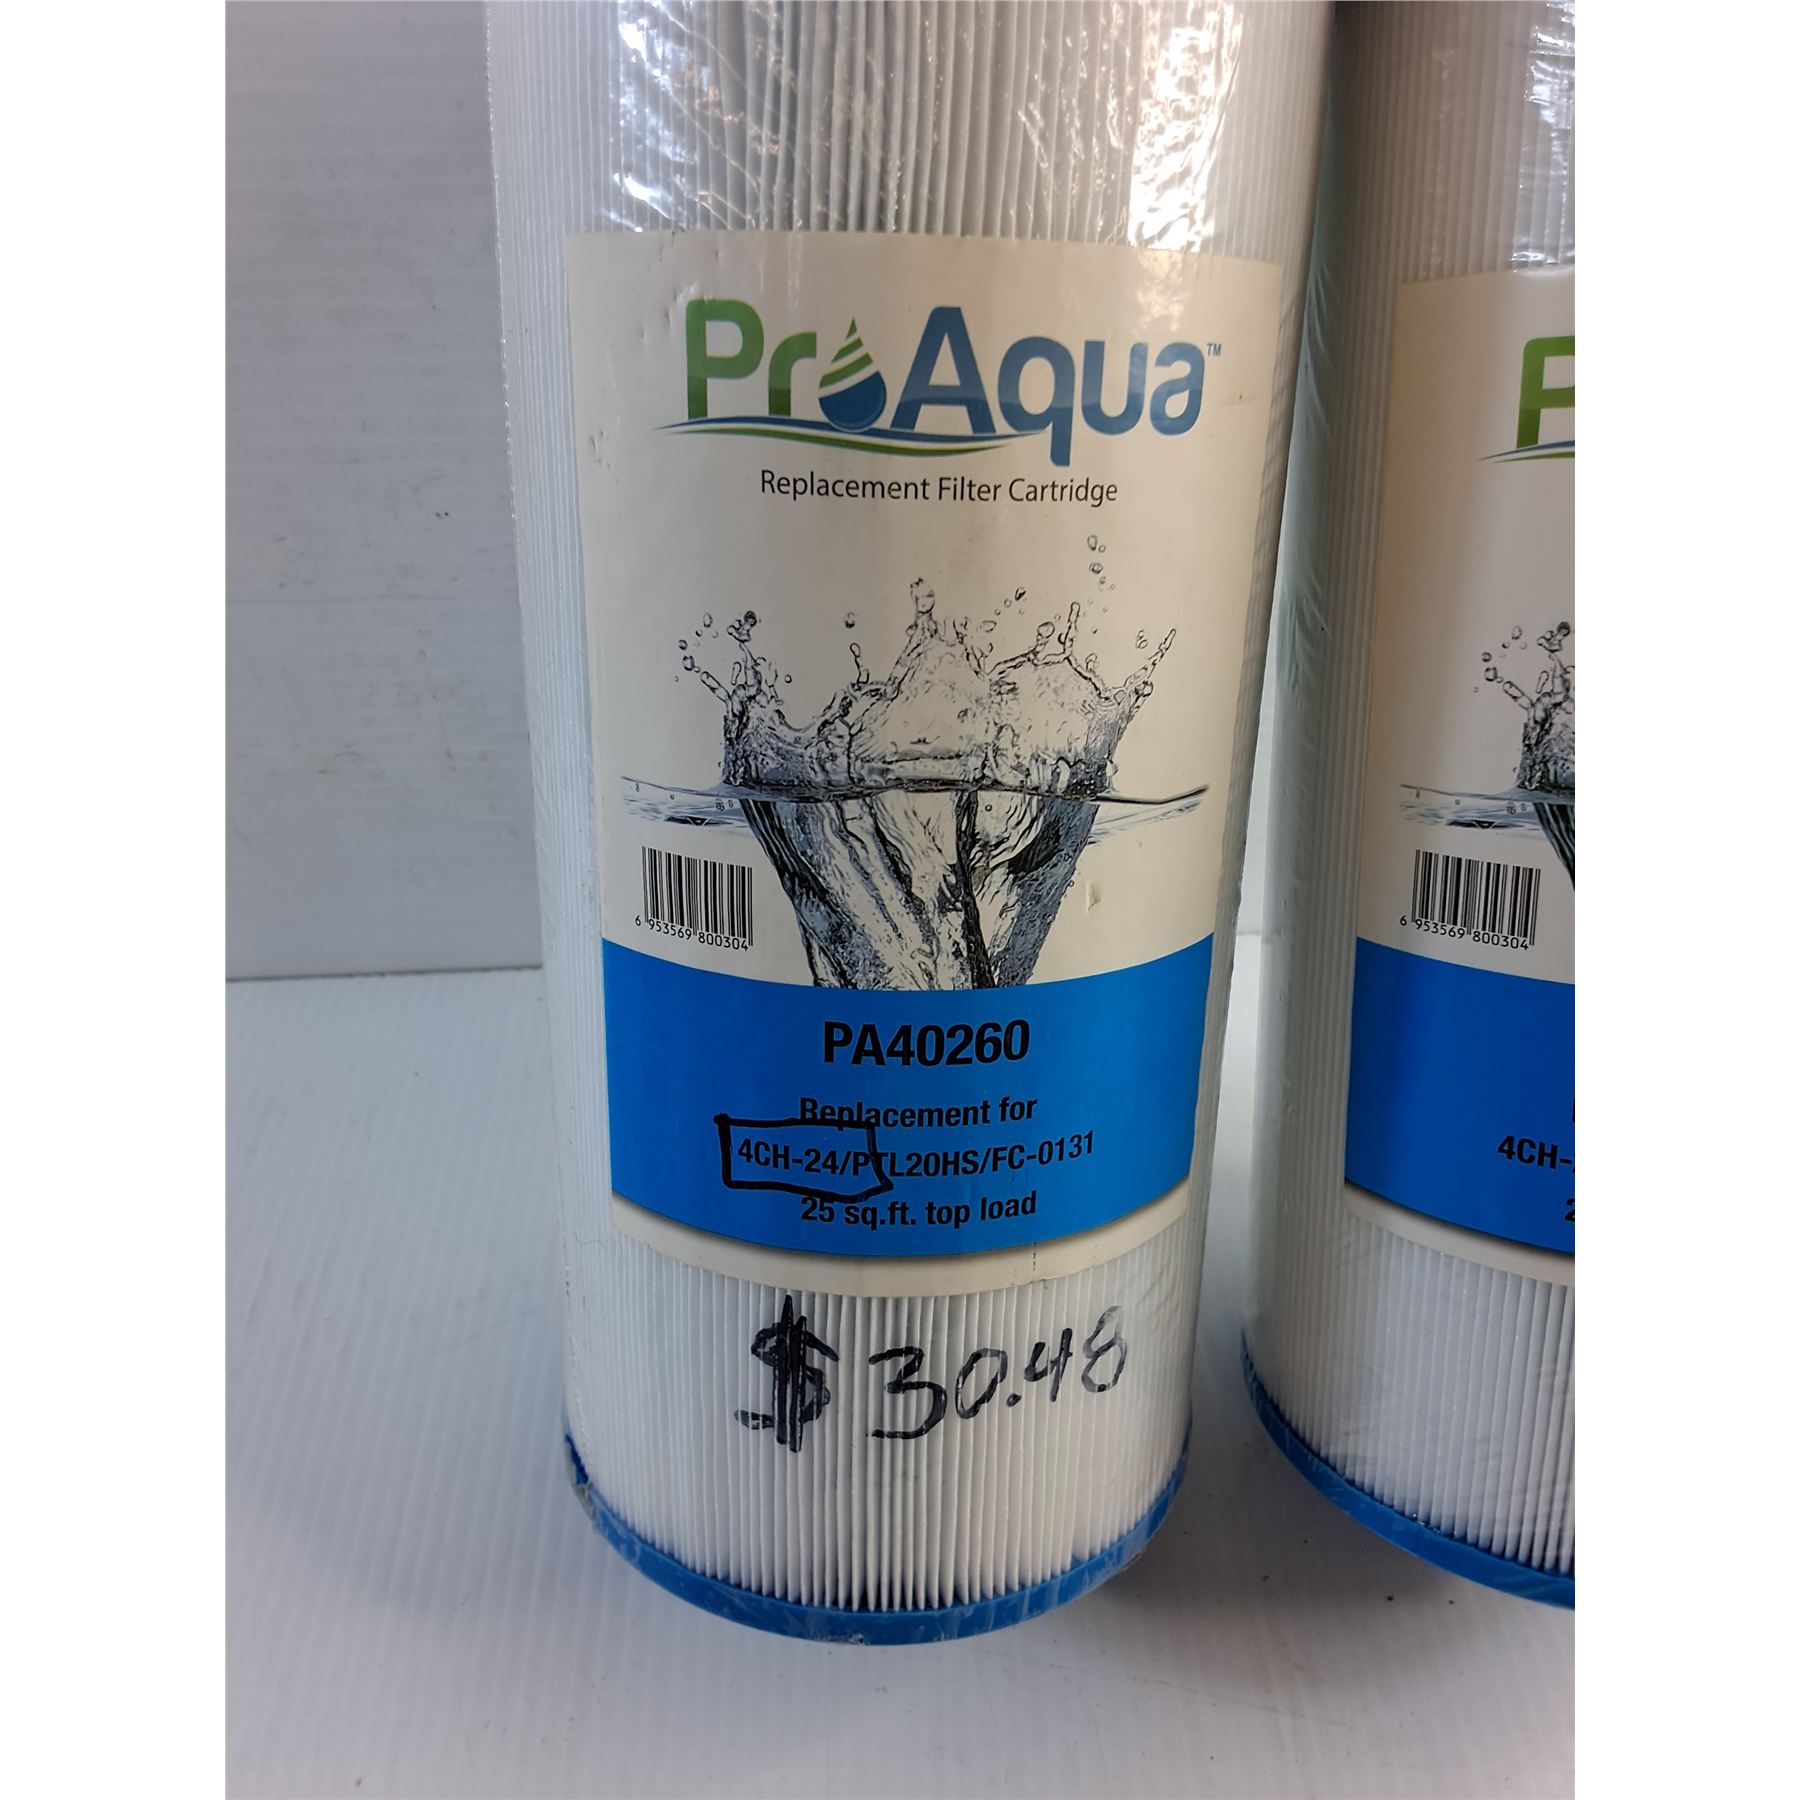 ProAqua™
Replacement Filter Cartridge
6 953569 800304
PA40260
Replacement for
4CH-24/PTL20HS/FC-0131
25 sq.ft. top load
$30.48
P
6 953569 800304
4CH-
2